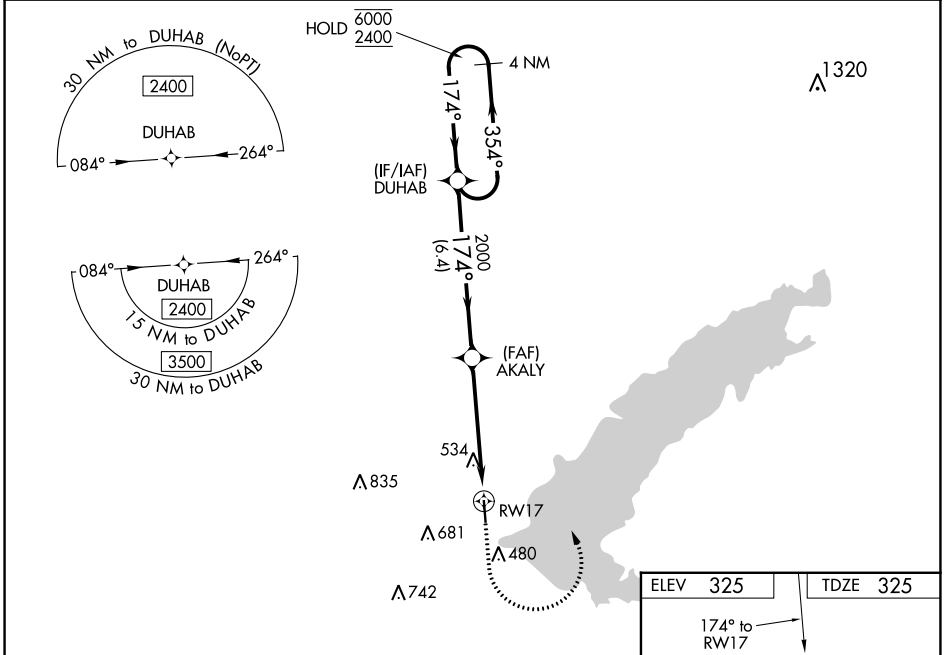 30 NM to DUHAB (NoPT)
2400
DUHAB
084°
264°
084°
264°
DUHAB
2400
15 NM to DUHAB
3500
30 NM to DUHAB
HOLD 6000
2400
4 NM
174°
354°
(IF/IAF)
DUHAB
2000
174°
(6.4)
(FAF)
AKALY
1320
534
835
RW17
681
480
742
ELEV 325
TDZE 325
174° to
RW17